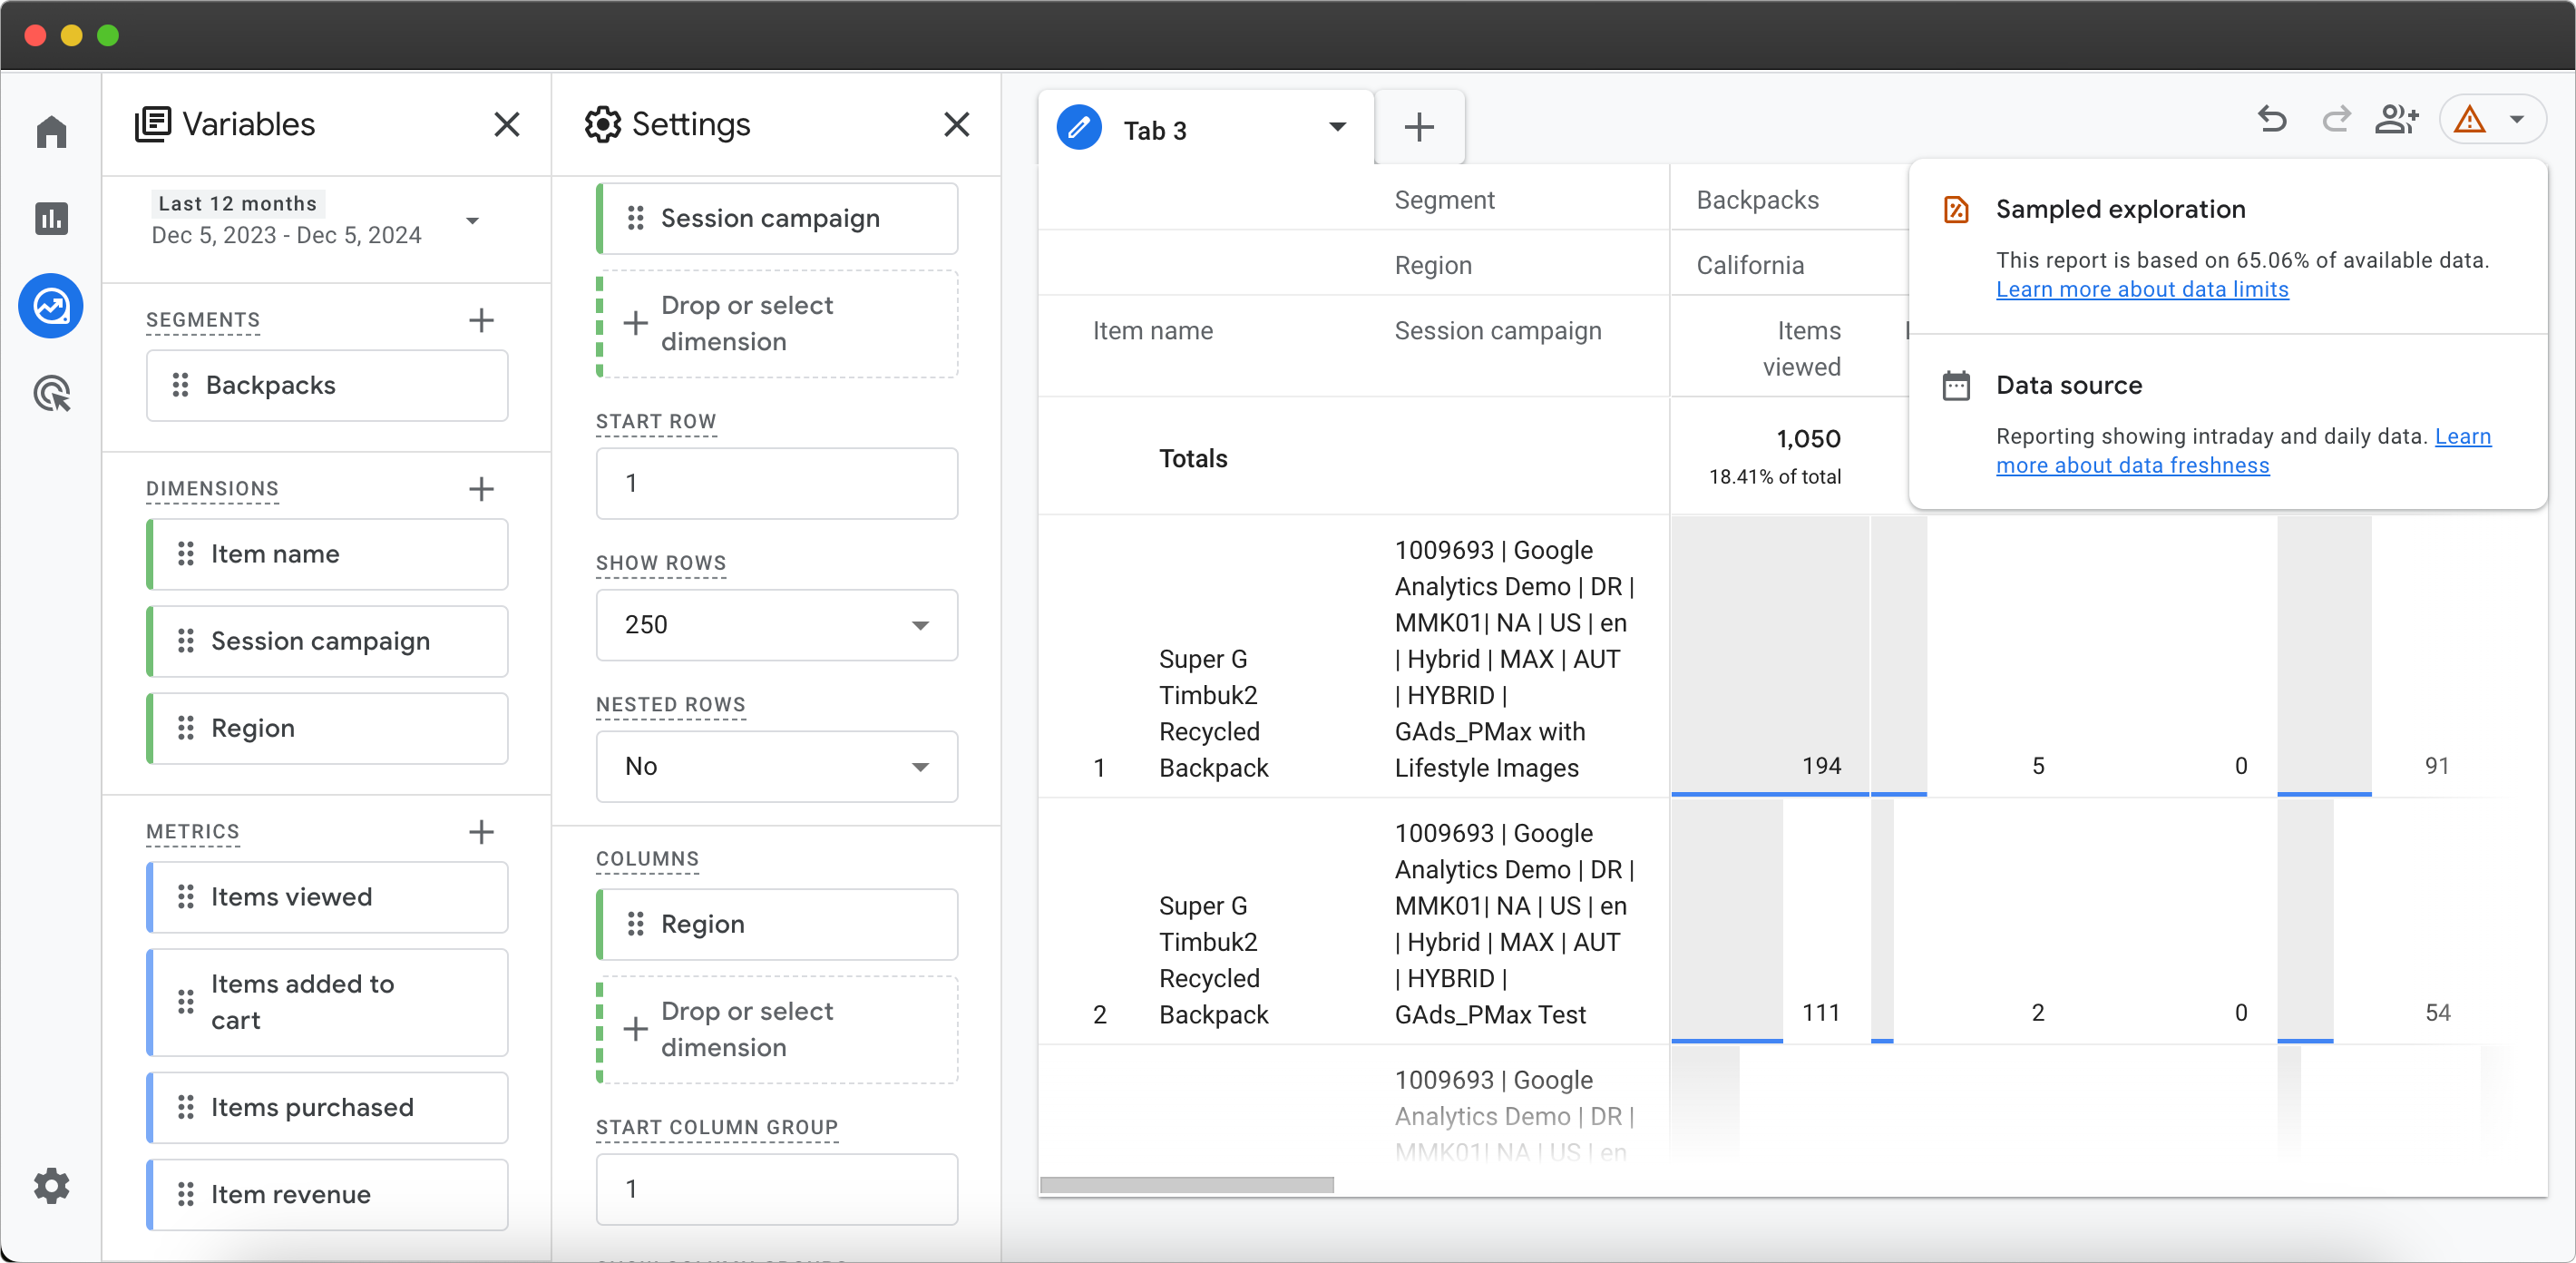 Variables
Last 12 months
Dec 5, 2023 - Dec 5, 2024
SEGMENTS
Backpacks
DIMENSIONS
Item name
Session campaign
Region
METRICS
Items viewed
Items added to
cart
Items purchased
Item revenue
Settings
Session campaign
Drop or select
dimension
START ROW
1
SHOW ROWS
250
NESTED ROWS
No
COLUMNS
Region
Drop or select
dimension
START COLUMN GROUP
1
Tab 3
Segment
Backpacks
Region
California
Item name
Session campaign
Items
viewed
Totals
1,050
18.41% of total
Sampled exploration
This report is based on 65.06% of available data.
Learn more about data limits
Data source
Reporting showing intraday and daily data. Learn
more about data freshness
1
Super G
Timbuk2
Recycled
Backpack
1009693 | Google
Analytics Demo | DR |
MMK01| NA | US | en
| Hybrid | MAX | AUT
| HYBRID |
GAds_PMax with
Lifestyle Images
194
5
0
91
2
Super G
Timbuk2
Recycled
Backpack
1009693 | Google
Analytics Demo | DR |
MMK01| NA | US | en
| Hybrid | MAX | AUT
| HYBRID |
GAds_PMax Test
111
2
0
54
1009693 | Google
Analytics Demo | DR |
MMK01| NA | US | en